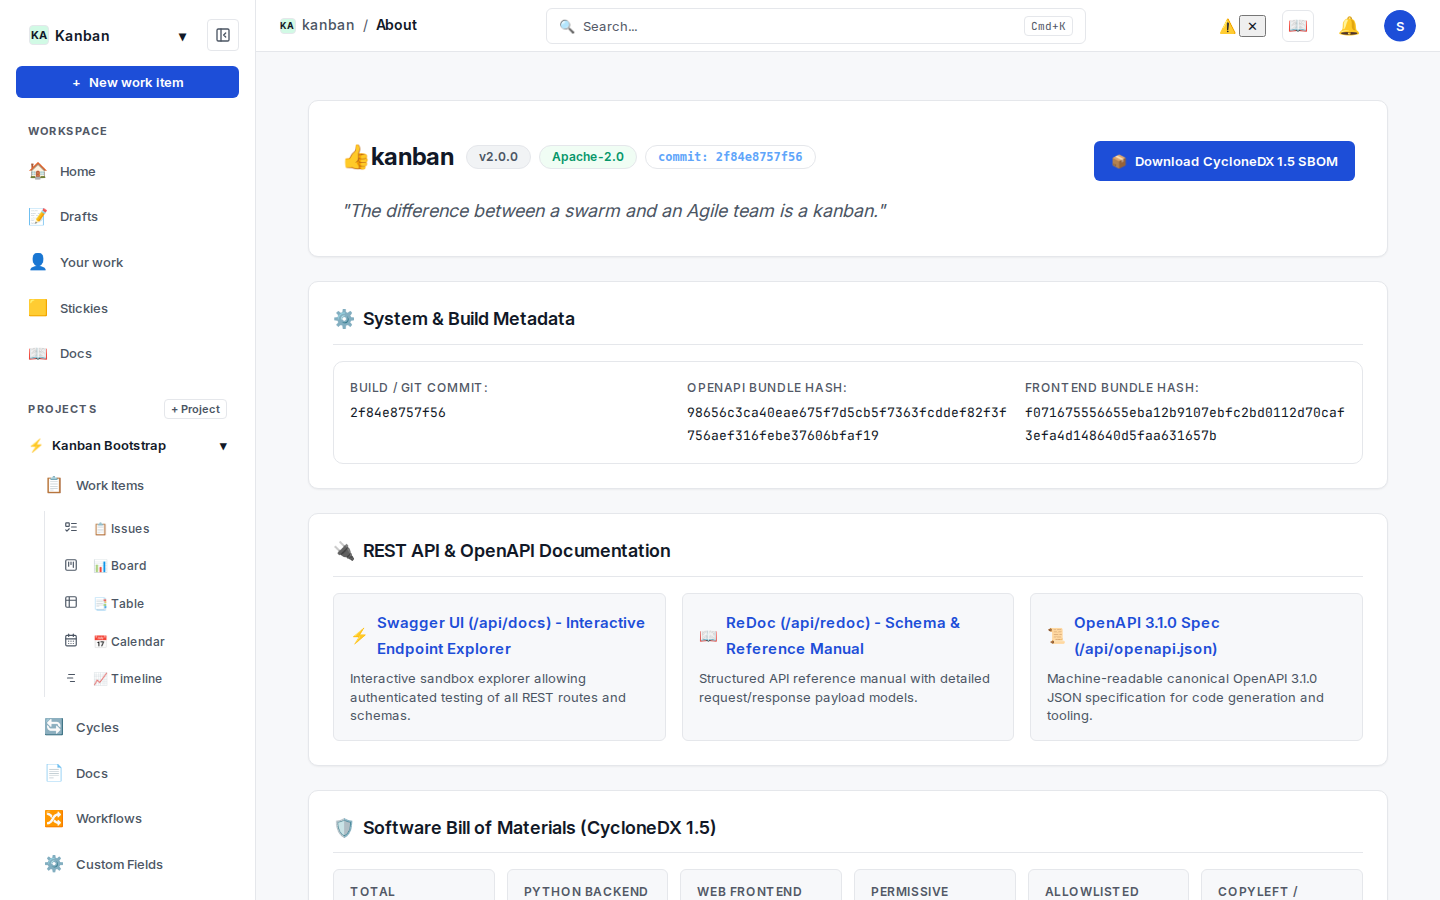 KA Kanban ▼
+ New work item
WORKSPACE
🏠 Home
📝 Drafts
👤 Your work
🟨 Stickies
📖 Docs
PROJECTS + Project
⚡ Kanban Bootstrap ▼
📋 Work Items
📋 Issues
📊 Board
📑 Table
📅 Calendar
📈 Timeline
🔄 Cycles
📄 Docs
🔀 Workflows
⚙️ Custom Fields
KA kanban / About
🔍 Search... Cmd+K
⚠️ ✕ 📖 🔔 S
👍kanban v2.0.0 Apache-2.0 commit: 2f84e8757f56
📦 Download CycloneDX 1.5 SBOM
"The difference between a swarm and an Agile team is a kanban."
⚙️ System & Build Metadata
BUILD / GIT COMMIT:
2f84e8757f56
OPENAPI BUNDLE HASH:
98656c3ca40eae675f7d5cb5f7363fcddef82f3f
756aef316febe37606bfaf19
FRONTEND BUNDLE HASH:
f071675556655eba12b9107ebfc2bd0112d70caf
3efa4d148640d5faa631657b
🔌 REST API & OpenAPI Documentation
⚡ Swagger UI (/api/docs) - Interactive
Endpoint Explorer
Interactive sandbox explorer allowing
authenticated testing of all REST routes and
schemas.
📖 ReDoc (/api/redoc) - Schema &
Reference Manual
Structured API reference manual with detailed
request/response payload models.
📜 OpenAPI 3.1.0 Spec
(/api/openapi.json)
Machine-readable canonical OpenAPI 3.1.0
JSON specification for code generation and
tooling.
🛡️ Software Bill of Materials (CycloneDX 1.5)
TOTAL
PYTHON BACKEND
WEB FRONTEND
PERMISSIVE
ALLOWLISTED
COPYLEFT /